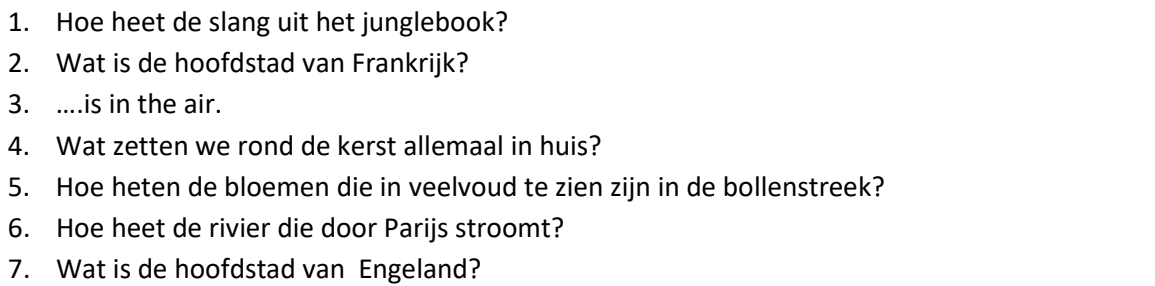 1. Hoe heet de slang uit het junglebook?
2. Wat is de hoofdstad van Frankrijk?
3. ….is in the air.
4. Wat zetten we rond de kerst allemaal in huis?
5. Hoe heten de bloemen die in veelvoud te zien zijn in de bollenstreek?
6. Hoe heet de rivier die door Parijs stroomt?
7. Wat is de hoofdstad van  Engeland?